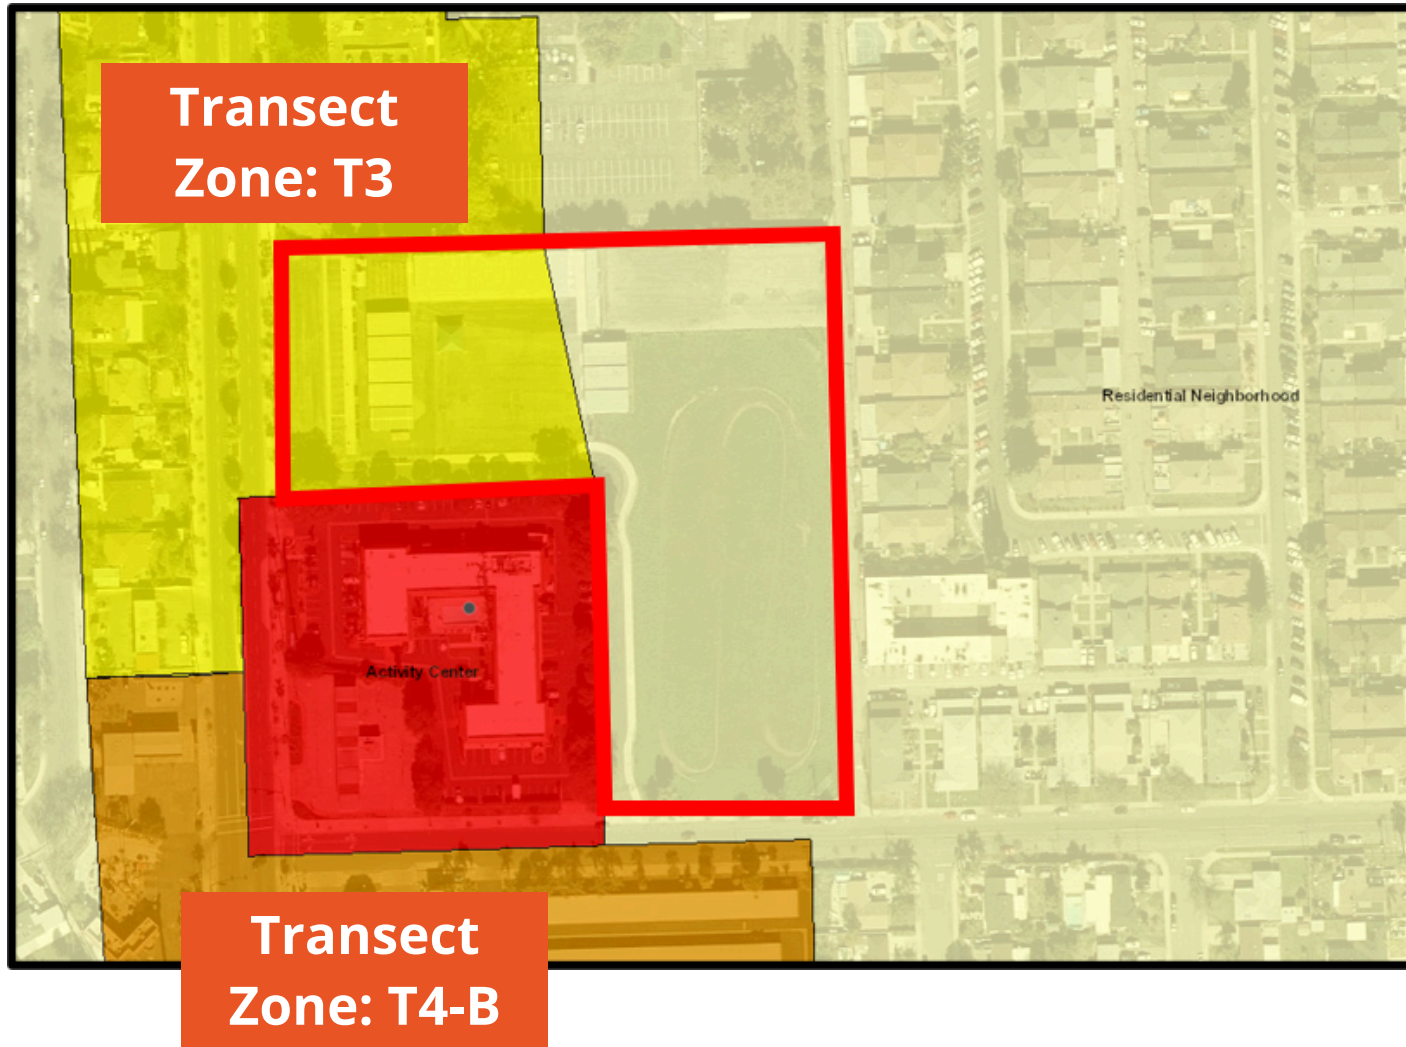 Transect
Zone: T3
Residential Neighborhood
Activity Center
Transect
Zone: T4-B